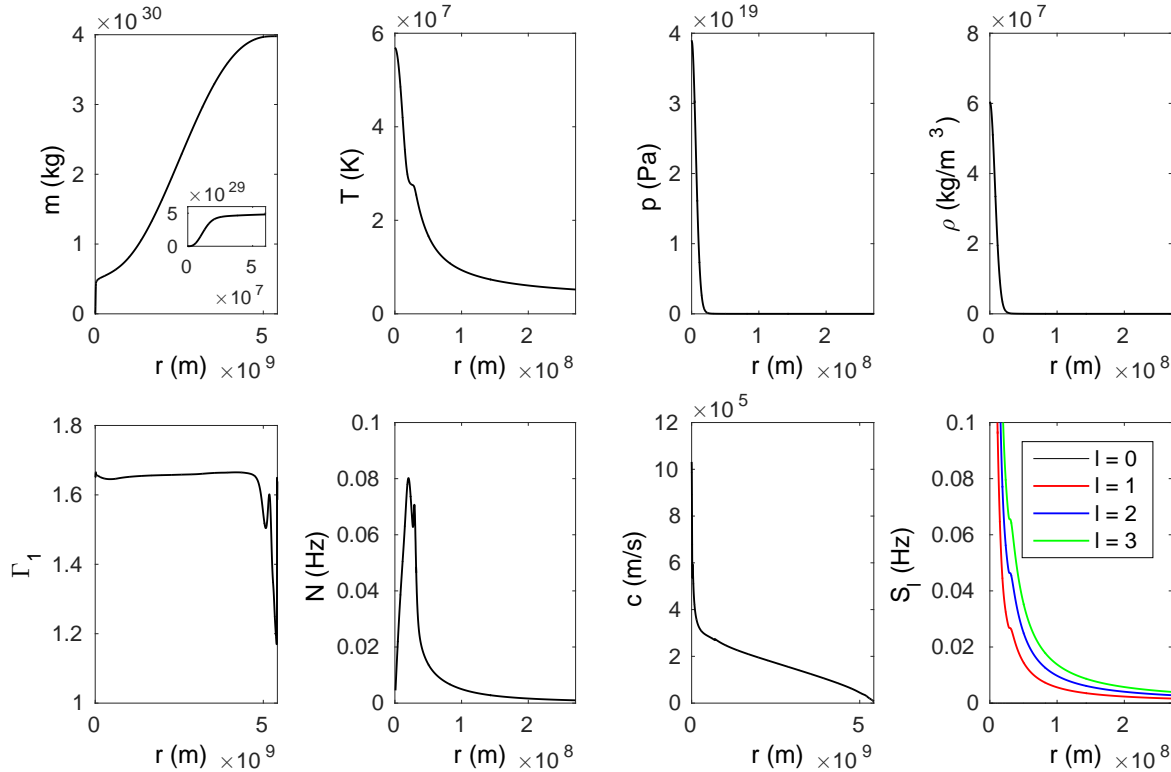 × 10^30
m (kg)
4
3
2
1
0
× 10^29
5
0
0 5
× 10^7
0 5
r (m) × 10^9
× 10^7
T (K)
6
4
2
0
0 1 2
r (m) × 10^8
× 10^19
p (Pa)
4
3
2
1
0
0 1 2
r (m) × 10^8
× 10^7
ρ (kg/m^3)
8
6
4
2
0
0 1 2
r (m) × 10^8
Γ_1
1.8
1.6
1.4
1.2
1
0 5
r (m) × 10^9
N (Hz)
0.1
0.08
0.06
0.04
0.02
0
0 1 2
r (m) × 10^8
× 10^5
c (m/s)
12
10
8
6
4
2
0
0 5
r (m) × 10^9
S_l (Hz)
0.1
0.08
0.06
0.04
0.02
0
l = 0
l = 1
l = 2
l = 3
0 1 2
r (m) × 10^8